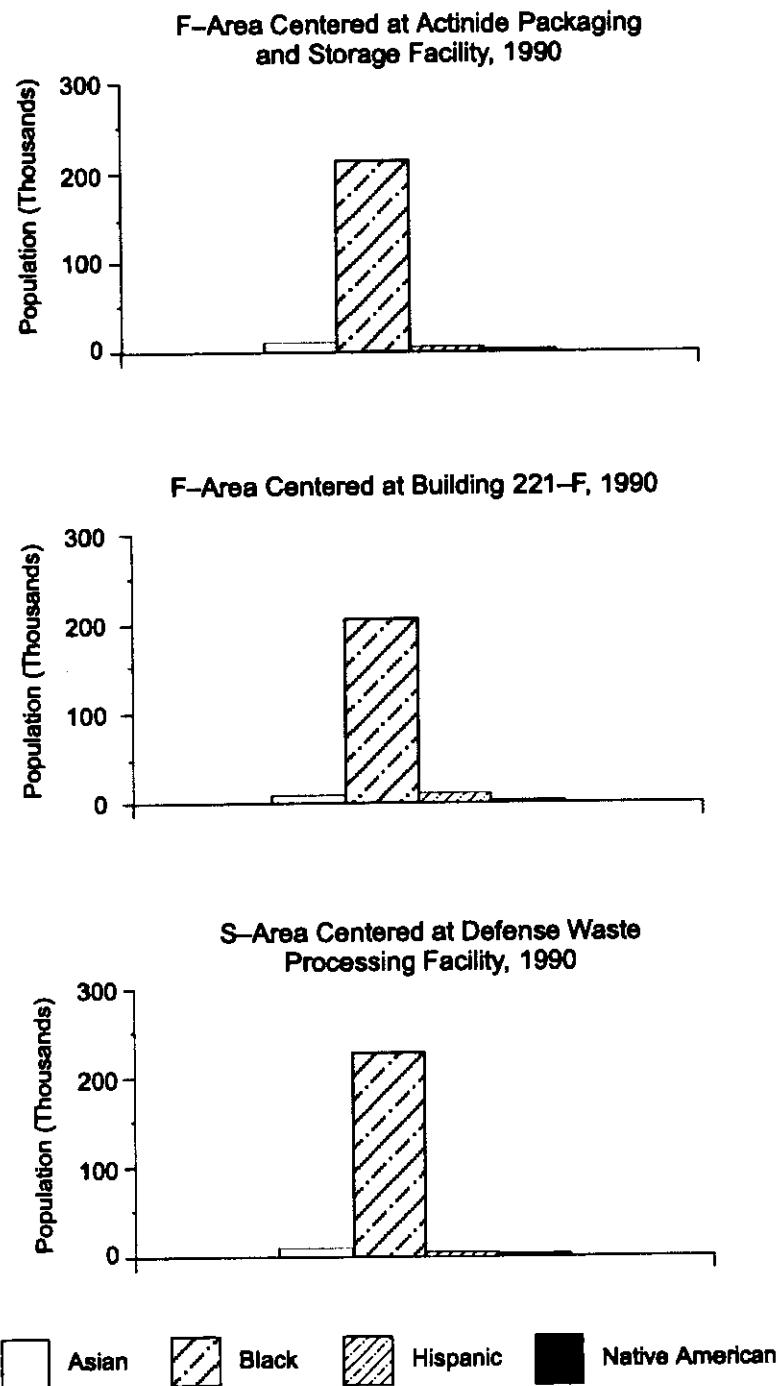 F–Area Centered at Actinide Packaging
and Storage Facility, 1990
Population (Thousands)
300
200
100
0
F–Area Centered at Building 221–F, 1990
Population (Thousands)
300
200
100
0
S–Area Centered at Defense Waste
Processing Facility, 1990
Population (Thousands)
300
200
100
0
Asian Black Hispanic Native American